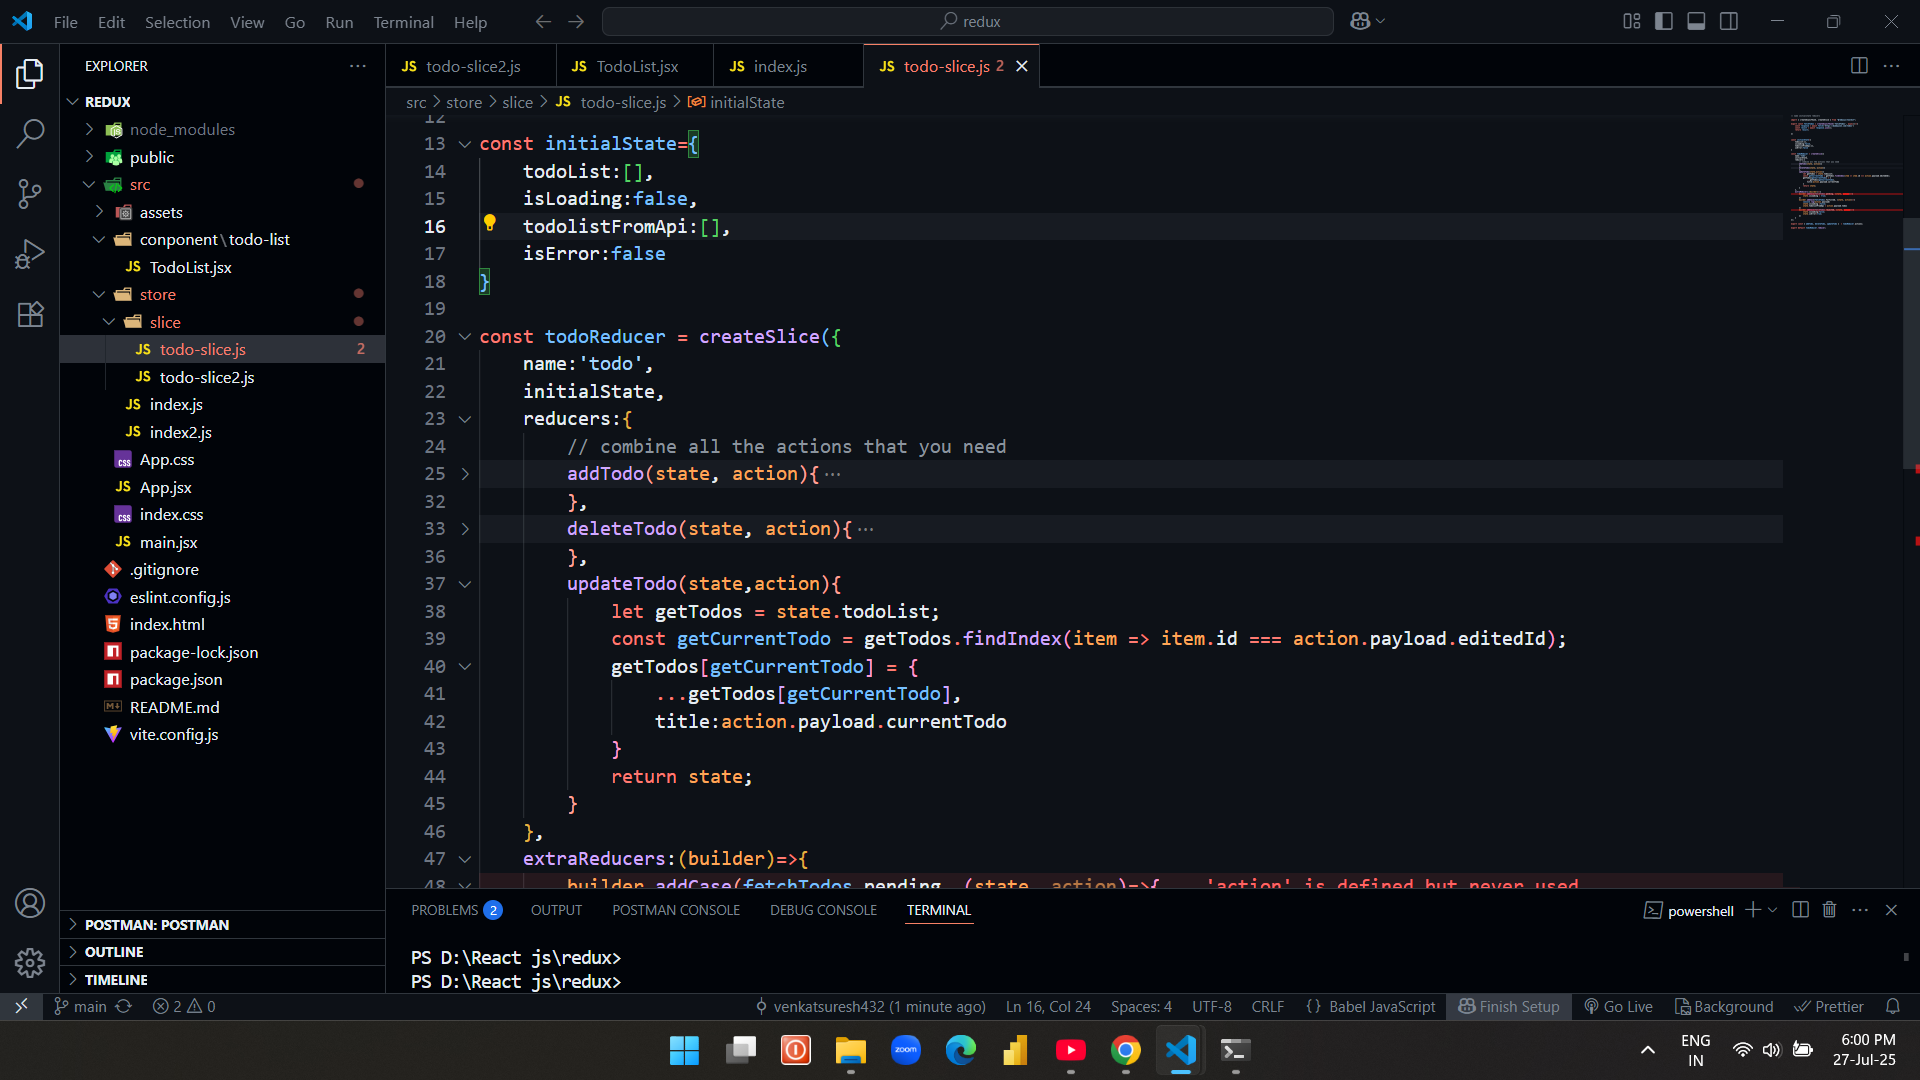 File Edit Selection View Go Run Terminal Help
redux
EXPLORER
REDUX
node_modules
public
src
assets
conponent\todo-list
TodoList.jsx
store
slice
todo-slice.js 2
todo-slice2.js
index.js
index2.js
App.css
App.jsx
index.css
main.jsx
.gitignore
eslint.config.js
index.html
package-lock.json
package.json
README.md
vite.config.js
POSTMAN: POSTMAN
OUTLINE
TIMELINE
JS todo-slice2.js JS TodoList.jsx JS index.js JS todo-slice.js 2
src > store > slice > JS todo-slice.js > initialState
12
13 const initialState={
14 todoList:[],
15 isLoading:false,
16 todolistFromApi:[],
17 isError:false
18 }
19
20 const todoReducer = createSlice({
21 name:'todo',
22 initialState,
23 reducers:{
24 // combine all the actions that you need
25 addTodo(state, action){ ...
32 },
33 deleteTodo(state, action){ ...
36 },
37 updateTodo(state,action){
38 let getTodos = state.todoList;
39 const getCurrentTodo = getTodos.findIndex(item => item.id === action.payload.editedId);
40 getTodos[getCurrentTodo] = {
41 ...getTodos[getCurrentTodo],
42 title:action.payload.currentTodo
43 }
44 return state;
45 }
46 },
47 extraReducers:(builder)=>{
48 builder.addCase(fetchTodos.pending, (state, action)=>{ 'action' is defined but never used.
PROBLEMS 2 OUTPUT POSTMAN CONSOLE DEBUG CONSOLE TERMINAL
powershell
PS D:\React js\redux>
PS D:\React js\redux>
main 2 0 venkatsuresh432 (1 minute ago) Ln 16, Col 24 Spaces: 4 UTF-8 CRLF {} Babel JavaScript Finish Setup Go Live Background Prettier
zoom
ENG
IN
6:00 PM
27-Jul-25